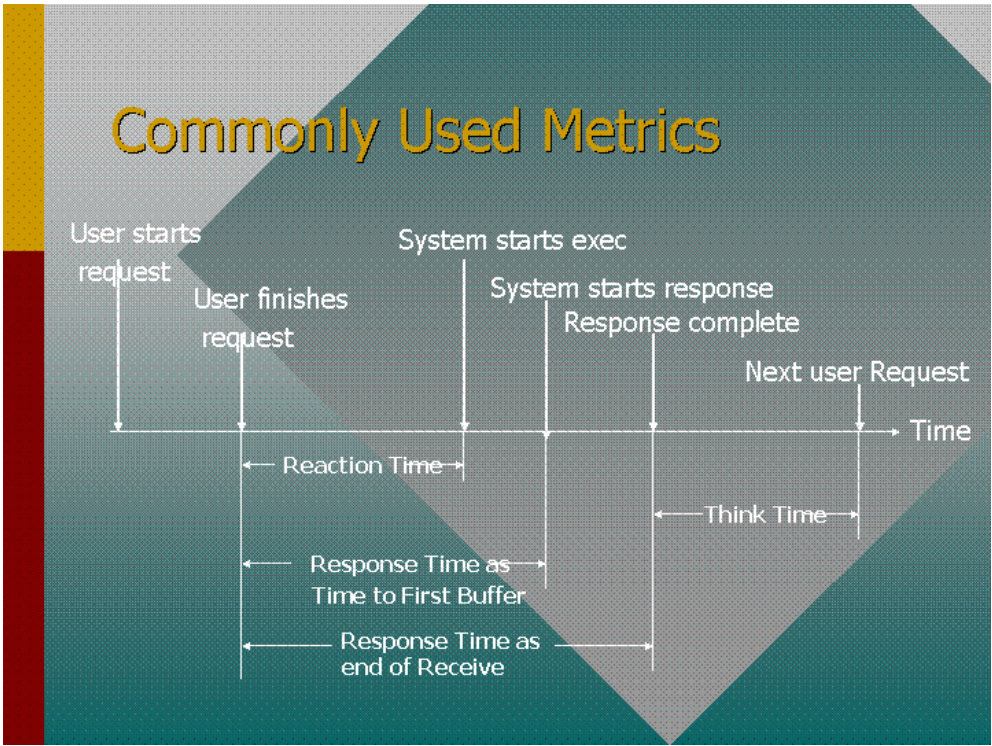 Commonly Used Metrics
User starts
request
User finishes
request
System starts exec
System starts response
Response complete
Next user Request
Time
Reaction Time
Think Time
Response Time as
Time to First Buffer
Response Time as
end of Receive